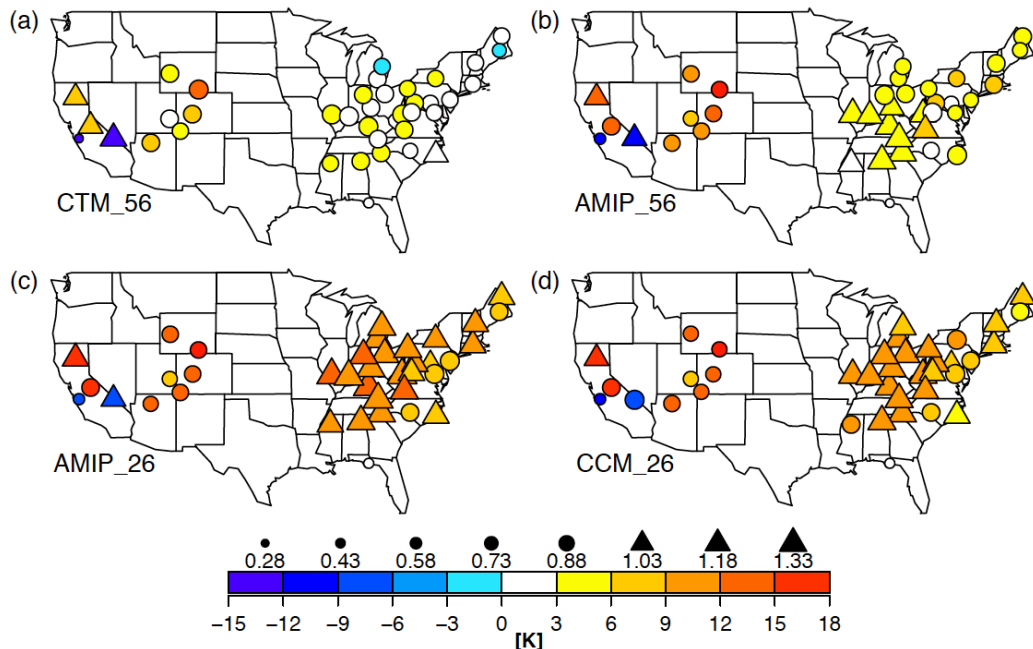 (a) (b)
CTM_56 AMIP_56
(c) (d)
AMIP_26 CCM_26
0.28 0.43 0.58 0.73 0.88 1.03 1.18 1.33
−15 −12 −9 −6 −3 0 3 6 9 12 15 18
[K]